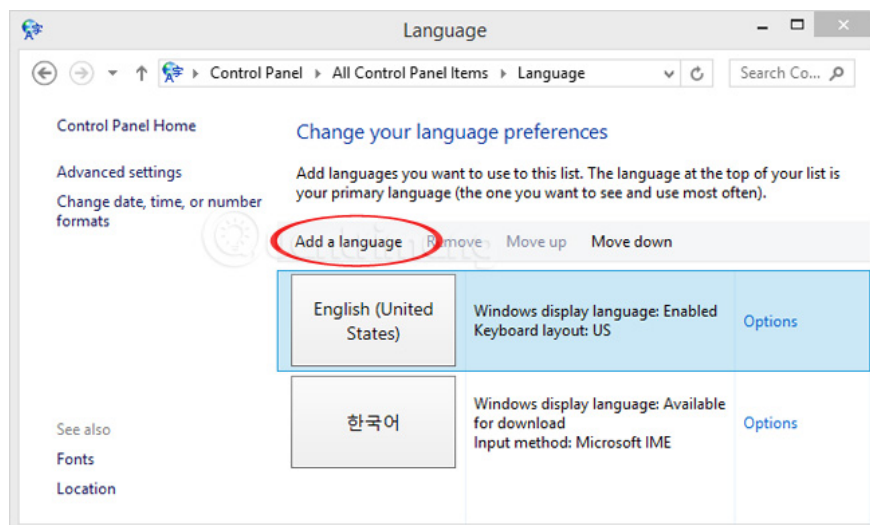 Language
Control Panel All Control Panel Items Language
Search Co...
Control Panel Home
Advanced settings
Change date, time, or number
formats
See also
Fonts
Location
Change your language preferences
Add languages you want to use to this list. The language at the top of your list is
your primary language (the one you want to see and use most often).
Add a language Remove Move up Move down
English (United
States)
Windows display language: Enabled
Keyboard layout: US
Options
한국어
Windows display language: Available
for download
Input method: Microsoft IME
Options